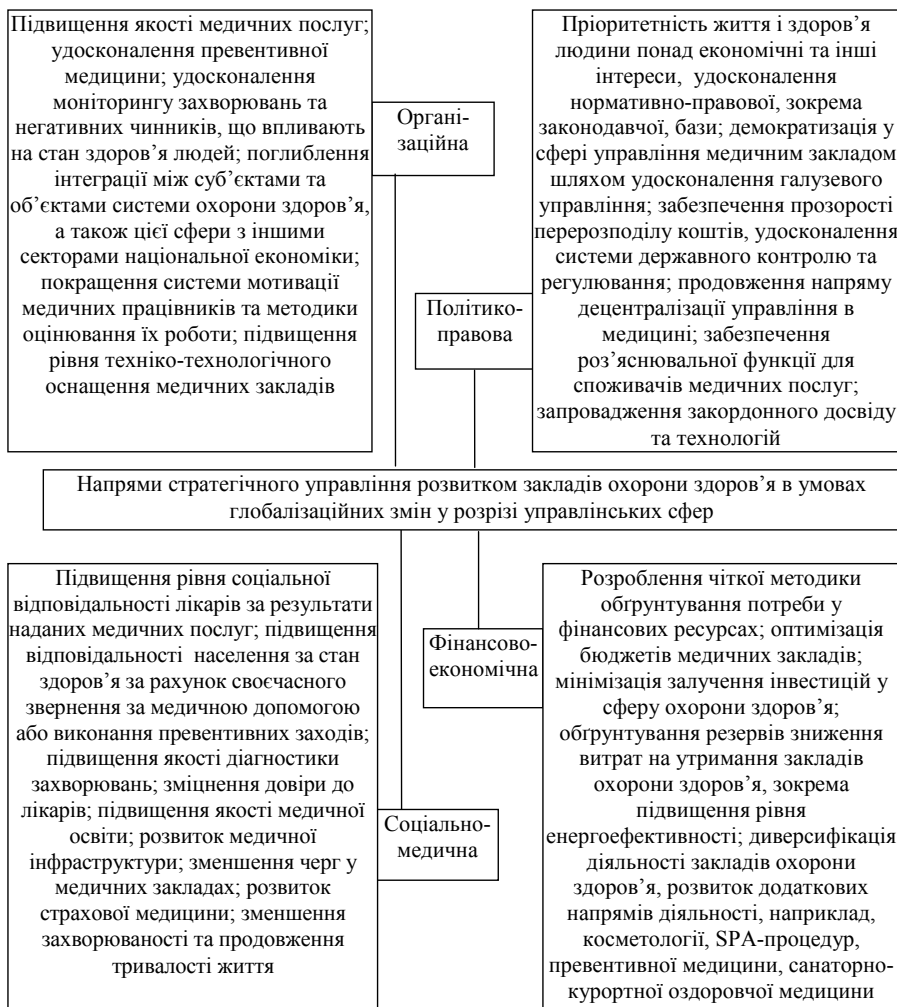 Підвищення якості медичних послуг;
удосконалення превентивної
медицини; удосконалення
моніторингу захворювань та
негативних чинників, що впливають
на стан здоров’я людей; поглиблення
інтеграції між суб’єктами та
об’єктами системи охорони здоров’я,
а також цієї сфери з іншими
секторами національної економіки;
покращення системи мотивації
медичних працівників та методики
оцінювання їх роботи; підвищення
рівня техніко-технологічного
оснащення медичних закладів
Органі-
заційна
Політико-
правова
Пріоритетність життя і здоров’я
людини понад економічні та інші
інтереси, удосконалення
нормативно-правової, зокрема
законодавчої, бази; демократизація у
сфері управління медичним закладом
шляхом удосконалення галузевого
управління; забезпечення прозорості
перерозподілу коштів, удосконалення
системи державного контролю та
регулювання; продовження напряму
децентралізації управління в
медицині; забезпечення
роз’яснювальної функції для
споживачів медичних послуг;
запровадження закордонного досвіду
та технологій
Напрями стратегічного управління розвитком закладів охорони здоров’я в умовах
глобалізаційних змін у розрізі управлінських сфер
Підвищення рівня соціальної
відповідальності лікарів за результати
наданих медичних послуг; підвищення
відповідальності населення за стан
здоров’я за рахунок своєчасного
звернення за медичною допомогою
або виконання превентивних заходів;
підвищення якості діагностики
захворювань; зміцнення довіри до
лікарів; підвищення якості медичної
освіти; розвиток медичної
інфраструктури; зменшення черг у
медичних закладах; розвиток
страхової медицини; зменшення
захворюваності та продовження
тривалості життя
Соціально-
медична
Фінансово-
економічна
Розроблення чіткої методики
обґрунтування потреби у
фінансових ресурсах; оптимізація
бюджетів медичних закладів;
мінімізація залучення інвестицій у
сферу охорони здоров’я;
обґрунтування резервів зниження
витрат на утримання закладів
охорони здоров’я, зокрема
підвищення рівня
енергоефективності; диверсифікація
діяльності закладів охорони
здоров’я, розвиток додаткових
напрямів діяльності, наприклад,
косметології, SPA-процедур,
превентивної медицини, санаторно-
курортної оздоровчої медицини